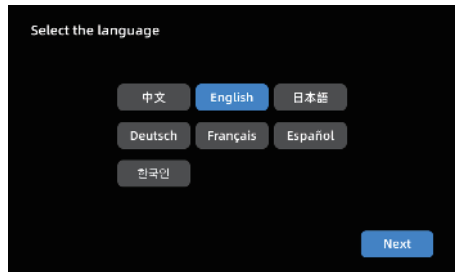 Select the language
中文 English 日本語
Deutsch Français Español
한국인
Next